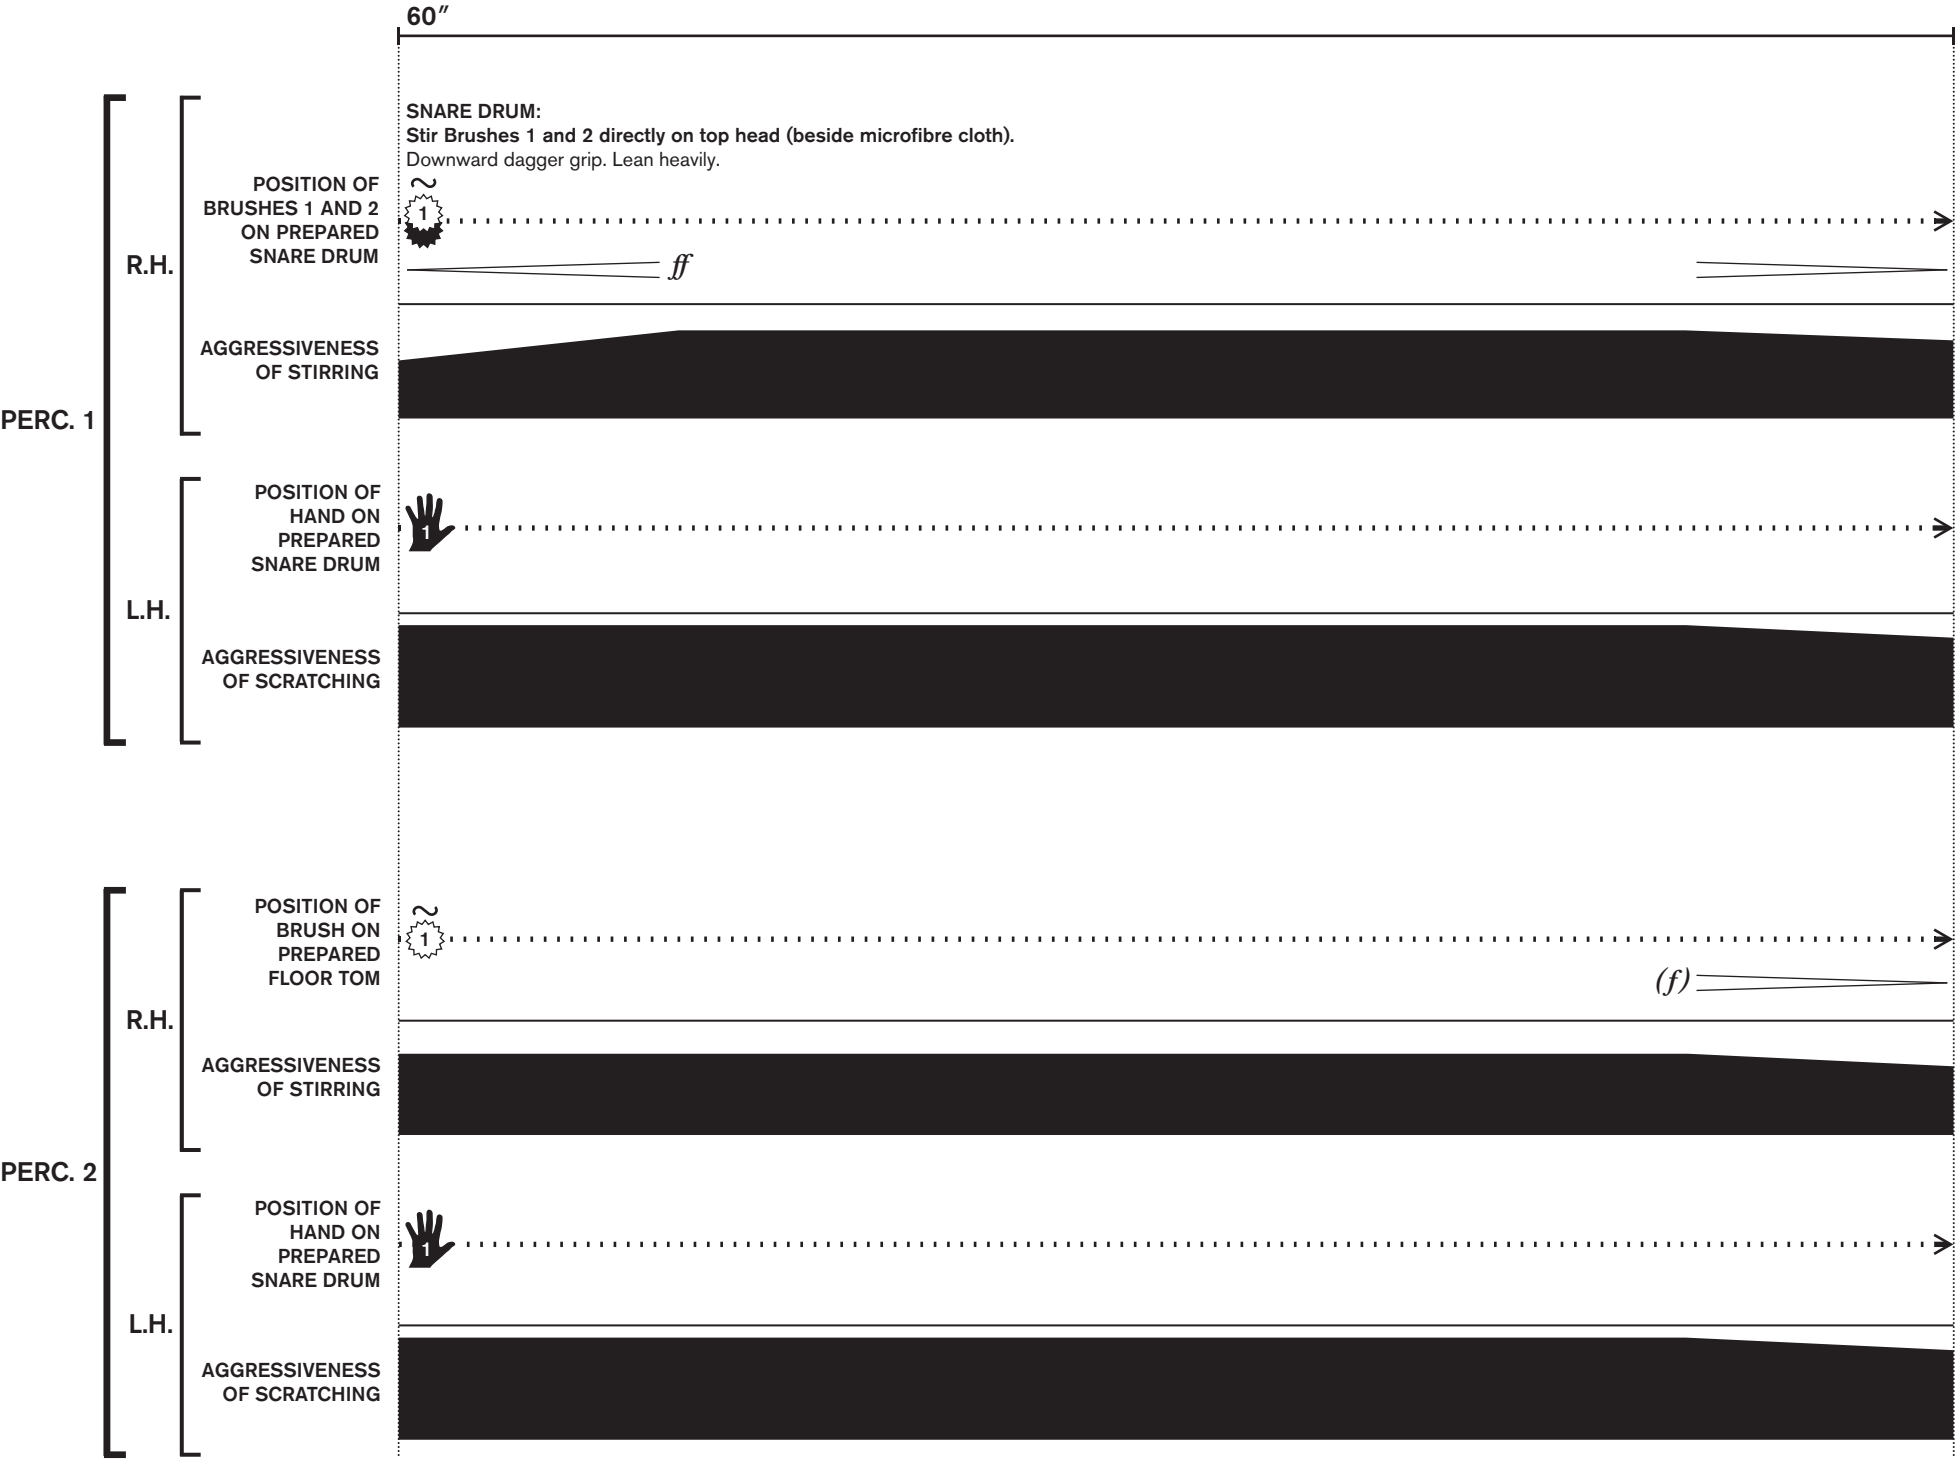 60″
SNARE DRUM:
Stir Brushes 1 and 2 directly on top head (beside microfibre cloth).
Downward dagger grip. Lean heavily.
PERC. 1
R.H.
POSITION OF
BRUSHES 1 AND 2
ON PREPARED
SNARE DRUM
1
ff
AGGRESSIVENESS
OF STIRRING
L.H.
POSITION OF
HAND ON
PREPARED
SNARE DRUM
1
AGGRESSIVENESS
OF SCRATCHING
PERC. 2
R.H.
POSITION OF
BRUSH ON
PREPARED
FLOOR TOM
1
(f)
AGGRESSIVENESS
OF STIRRING
L.H.
POSITION OF
HAND ON
PREPARED
SNARE DRUM
1
AGGRESSIVENESS
OF SCRATCHING